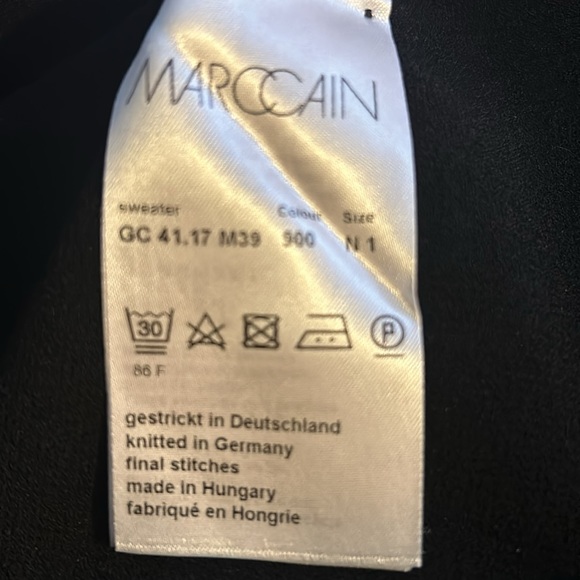 MARCCAIN
sweater Colour Size
GC 41.17 M39 900 N 1
30
P
86 F
gestrickt in Deutschland
knitted in Germany
final stitches
made in Hungary
fabriqué en Hongrie